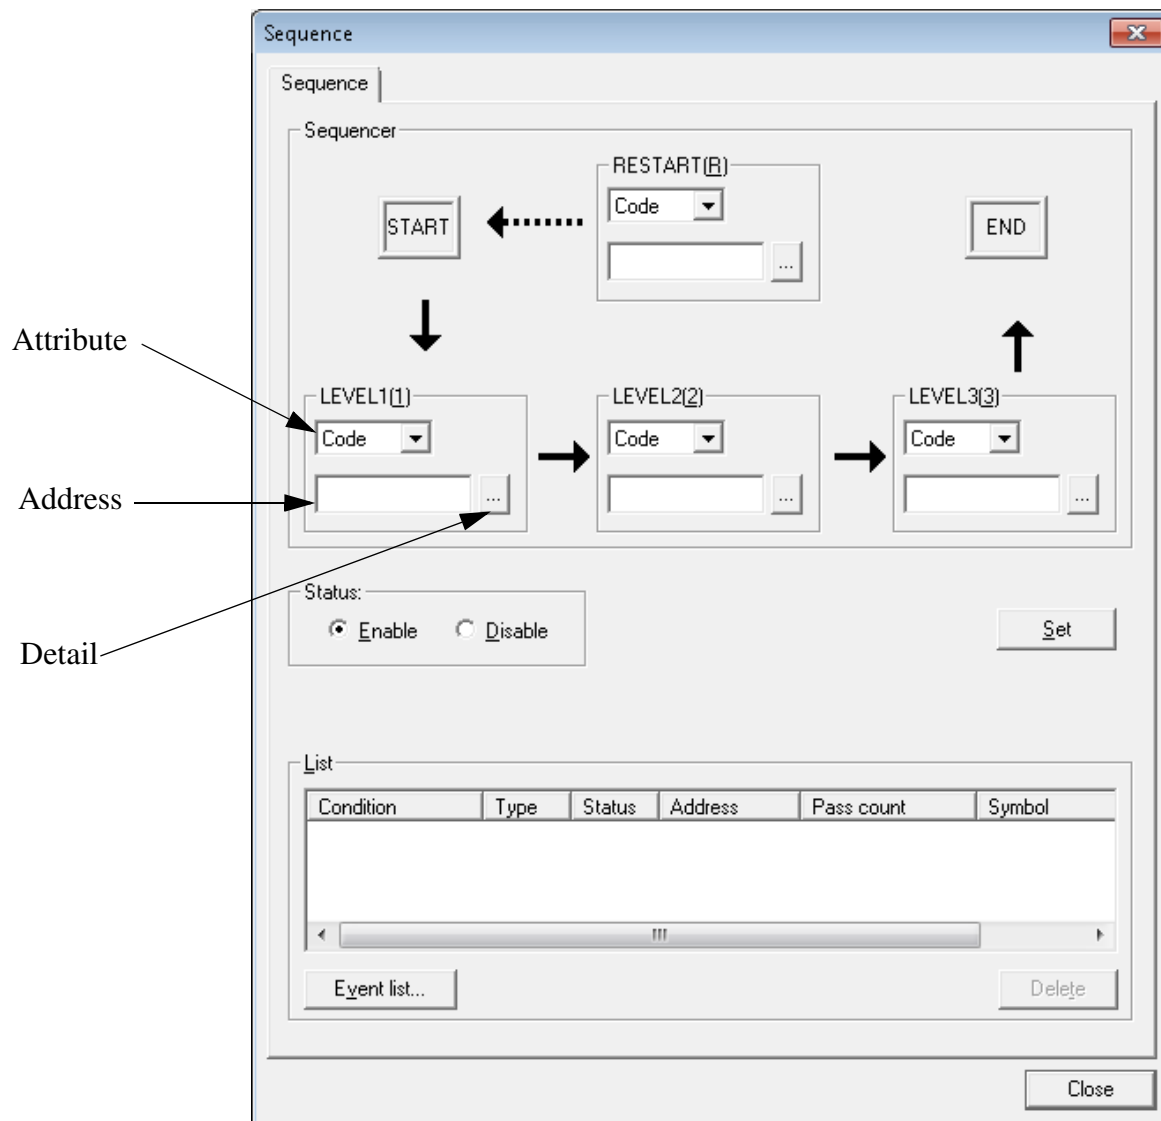 Sequence
Sequence
Sequencer
RESTART(R)
Code
START
END
...
Attribute
LEVEL1(1)
LEVEL2(2)
LEVEL3(3)
Code
Code
Code
Address
...
...
...
Status:
Enable
Disable
Set
Detail
List
Condition
Type
Status
Address
Pass count
Symbol
Event list...
Delete
Close